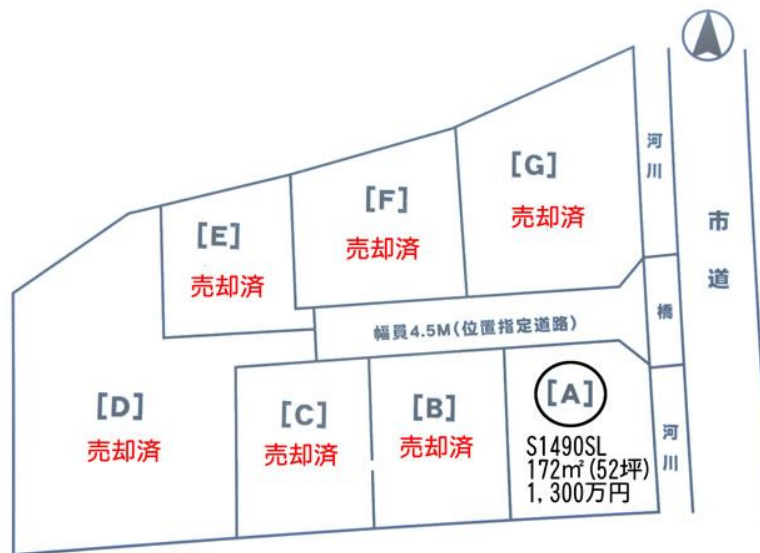 河川
[G]
売却済
[F]
売却済
[E]
売却済
市道
幅員4.5M(位置指定道路)
橋
[D]
売却済
[C]
売却済
[B]
売却済
[A]
S1490SL
172㎡(52坪)
1,300万円
河川